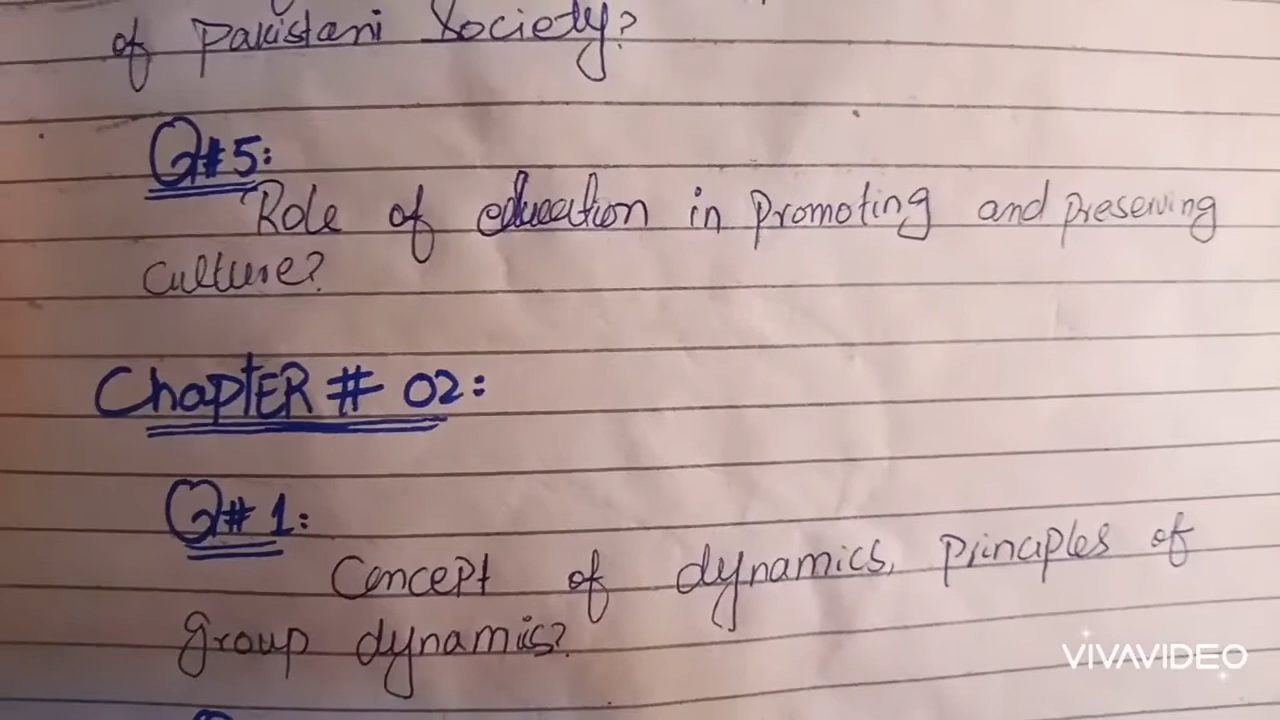 of Pakistani Society?
Q#5:
Role of education in promoting and preserving
culture?
ChaptER # 02:
Q# 1:
Concept of dynamics, principles of
group dynamics?
VIVAVIDEO